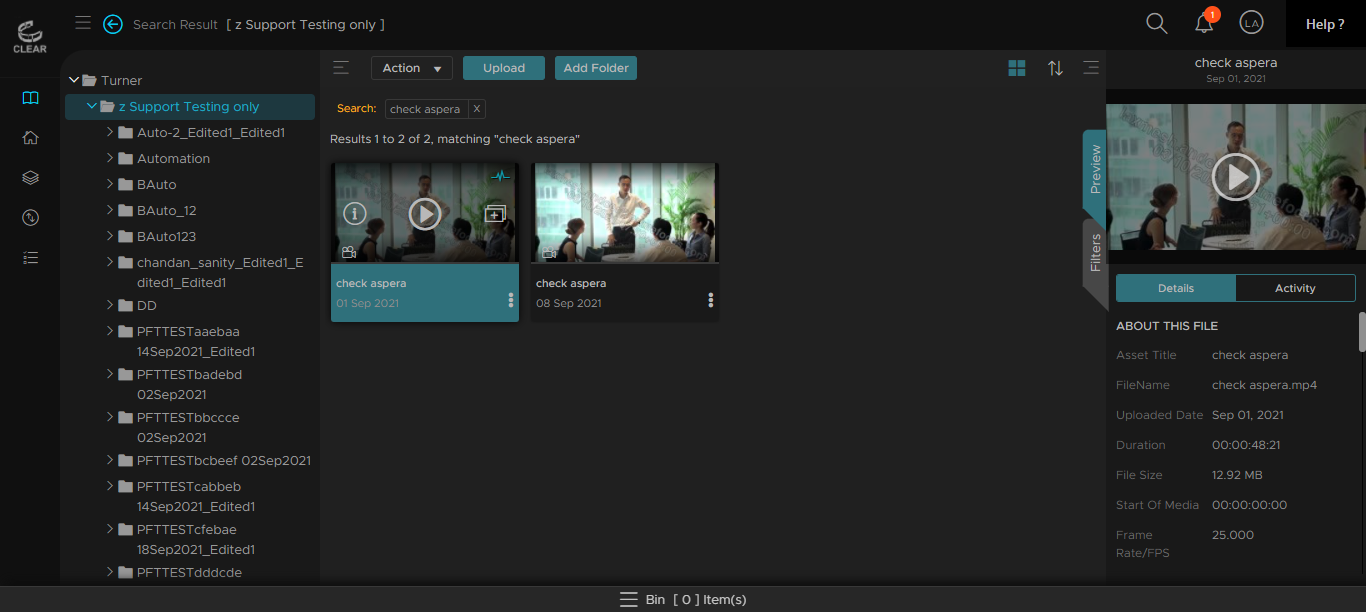 CLEAR
Search Result [ z Support Testing only ]
1
LA
Help ?
Turner
z Support Testing only
Auto-2_Edited1_Edited1
Automation
BAuto
BAuto_12
BAuto123
chandan_sanity_Edited1_E
dited1_Edited1
DD
PFTTESTaaebaa
14Sep2021_Edited1
PFTTESTbadebd
02Sep2021
PFTTESTbbccce
02Sep2021
PFTTESTbcbeef 02Sep2021
PFTTESTcabbeb
14Sep2021_Edited1
PFTTESTcfebae
18Sep2021_Edited1
PFTTESTdddcde
Action
Upload
Add Folder
Search: check aspera X
Results 1 to 2 of 2, matching "check aspera"
check aspera
01 Sep 2021
check aspera
08 Sep 2021
Preview
Filters
check aspera
Sep 01, 2021
Details
Activity
ABOUT THIS FILE
Asset Title check aspera
FileName check aspera.mp4
Uploaded Date Sep 01, 2021
Duration 00:00:48:21
File Size 12.92 MB
Start Of Media 00:00:00:00
Frame 25.000
Rate/FPS
Bin [ 0 ] Item(s)